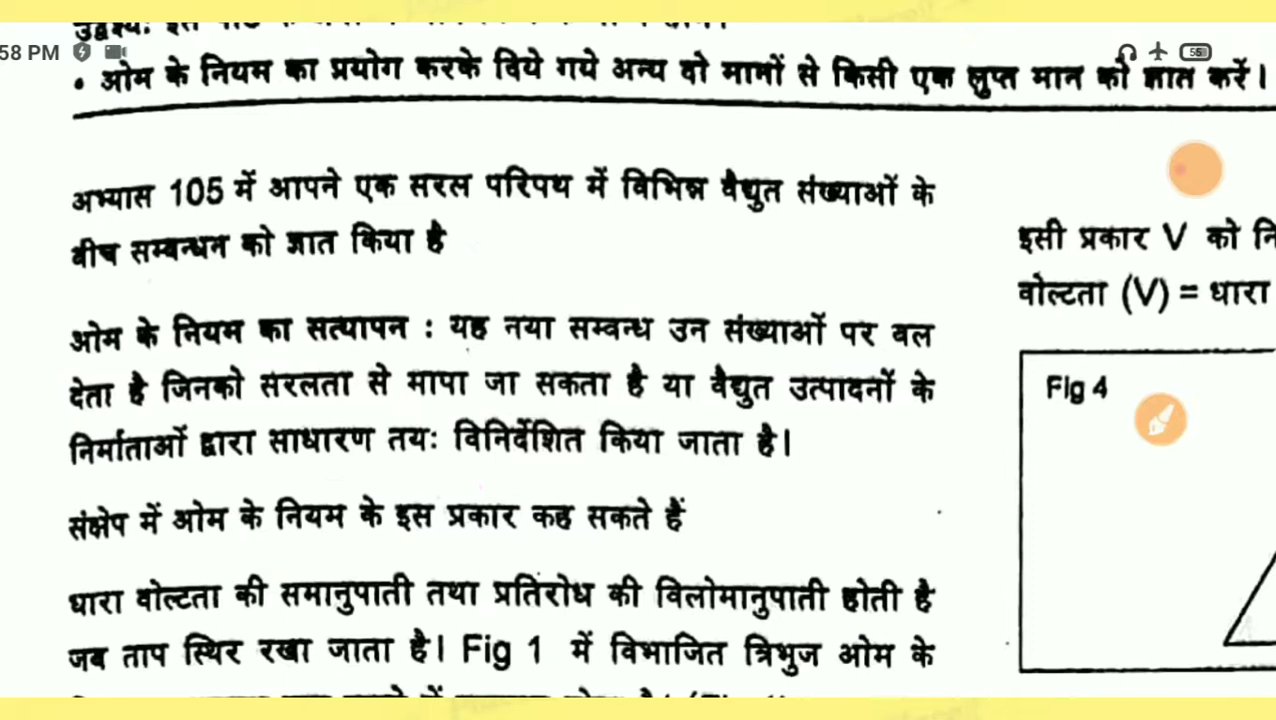 58 PM
55
• ओम के नियम का प्रयोग करके दिये गये अन्य दो मानों से किसी एक लुप्त मान को ज्ञात करें।
अभ्यास 105 में आपने एक सरल परिपथ में विभिन्न वैद्युत संख्याओं के
बीच सम्बन्धन को ज्ञात किया है
ओम के नियम का सत्यापन : यह नया सम्बन्ध उन संख्याओं पर बल
देता है जिनको सरलता से मापा जा सकता है या वैद्युत उत्पादनों के
निर्माताओं द्वारा साधारण तयः विनिर्देशित किया जाता है।
संक्षेप में ओम के नियम के इस प्रकार कह सकते हैं
धारा वोल्टता की समानुपाती तथा प्रतिरोध की विलोमानुपाती होती है
जब ताप स्थिर रखा जाता है। Fig 1 में विभाजित त्रिभुज ओम के
इसी प्रकार V को
वोल्टता (V) = धारा
Fig 4